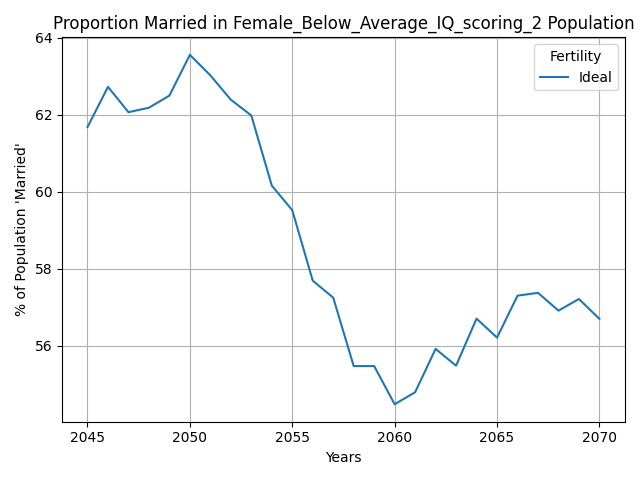 Proportion Married in Female_Below_Average_IQ_scoring_2 Population
% of Population 'Married'
64
62
60
58
56
Fertility
Ideal
2045 2050 2055 2060 2065 2070
Years